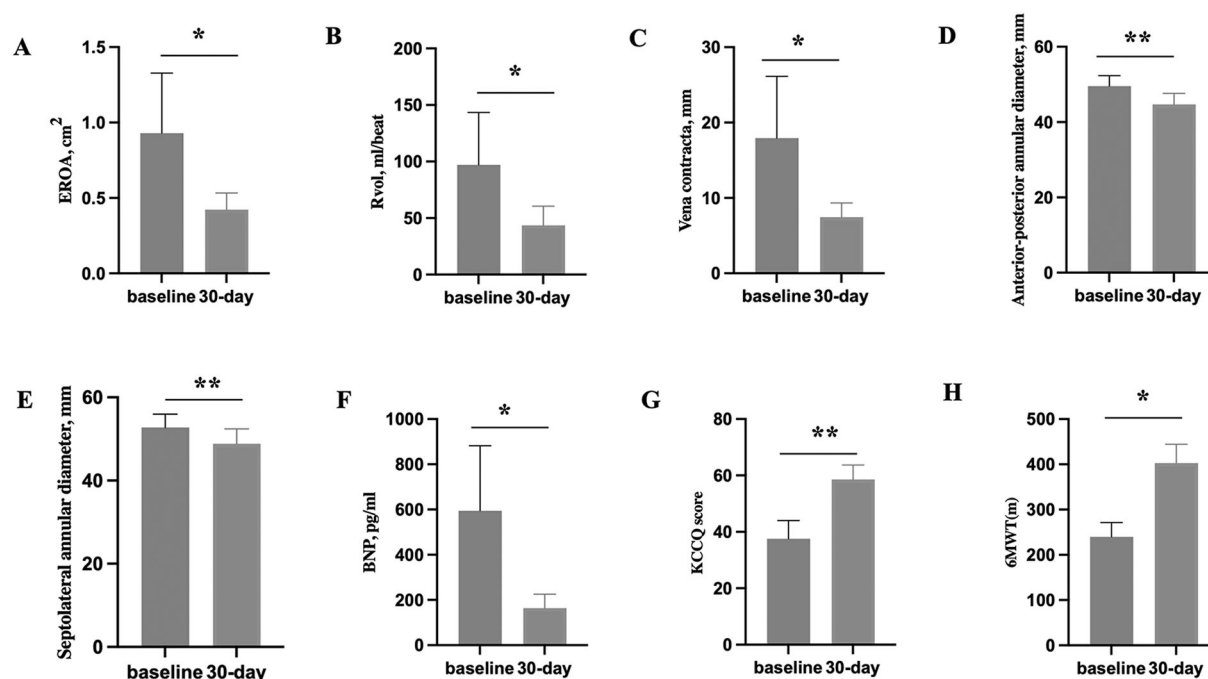 A
EROA, cm2
1.5
1.0
0.5
0.0
*
baseline 30-day
B
Rvol, ml/beat
200
150
100
50
0
*
baseline 30-day
C
Vena contracta, mm
30
20
10
0
*
baseline 30-day
D
Anterior-posterior annular diameter, mm
60
40
20
0
**
baseline 30-day
E
Septolateral annular diameter, mm
60
40
20
0
**
baseline 30-day
F
BNP, pg/ml
1000
800
600
400
200
0
*
baseline 30-day
G
KCCQ score
80
60
40
20
0
**
baseline 30-day
H
6MWT(m)
500
400
300
200
100
0
*
baseline 30-day